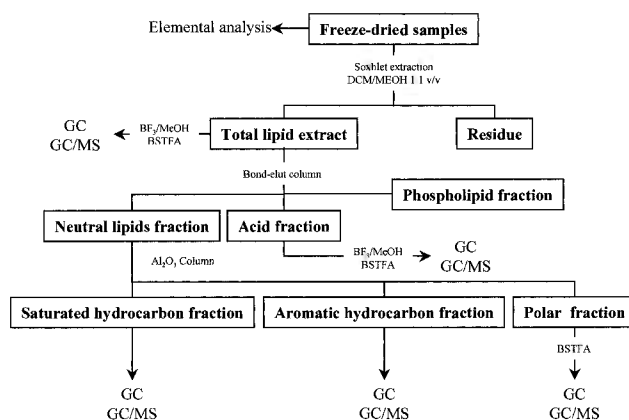 Elemental analysis
Freeze-dried samples
Soxhlet extraction
DCM/MEOH 1:1 v/v
GC
GC/MS
BF3/MeOH
BSTFA
Total lipid extract
Residue
Bond-elut column
Phospholipid fraction
Neutral lipids fraction
Acid fraction
BF3/MeOH
BSTFA
GC
GC/MS
Al2O3 Column
Saturated hydrocarbon fraction
Aromatic hydrocarbon fraction
Polar fraction
BSTFA
GC
GC/MS
GC
GC/MS
GC
GC/MS